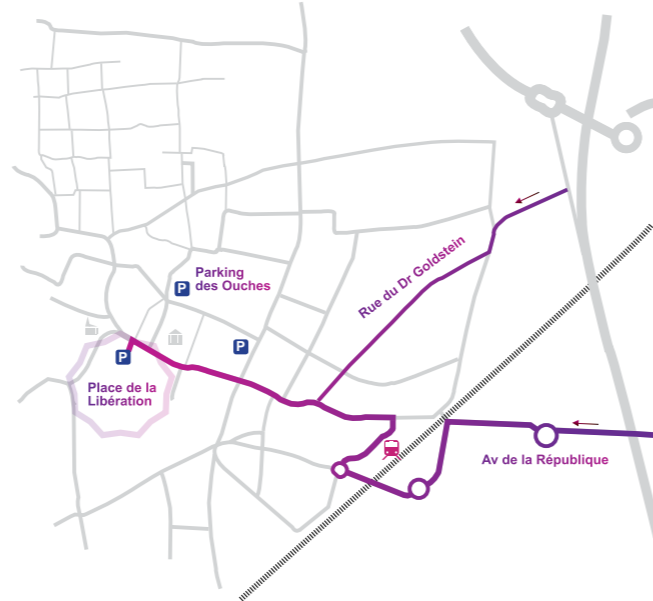 Parking
des Ouches
P
Rue du Dr Goldstein
P
P
Place de la
Libération
Av de la République